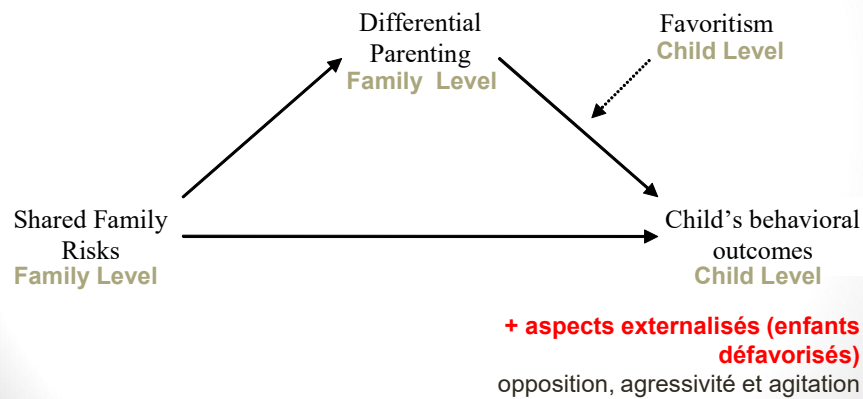 Differential
Parenting
Family Level
Favoritism
Child Level
Shared Family
Risks
Family Level
Child's behavioral
outcomes
Child Level
+ aspects externalisés (enfants
défavorisés)
opposition, agressivité et agitation